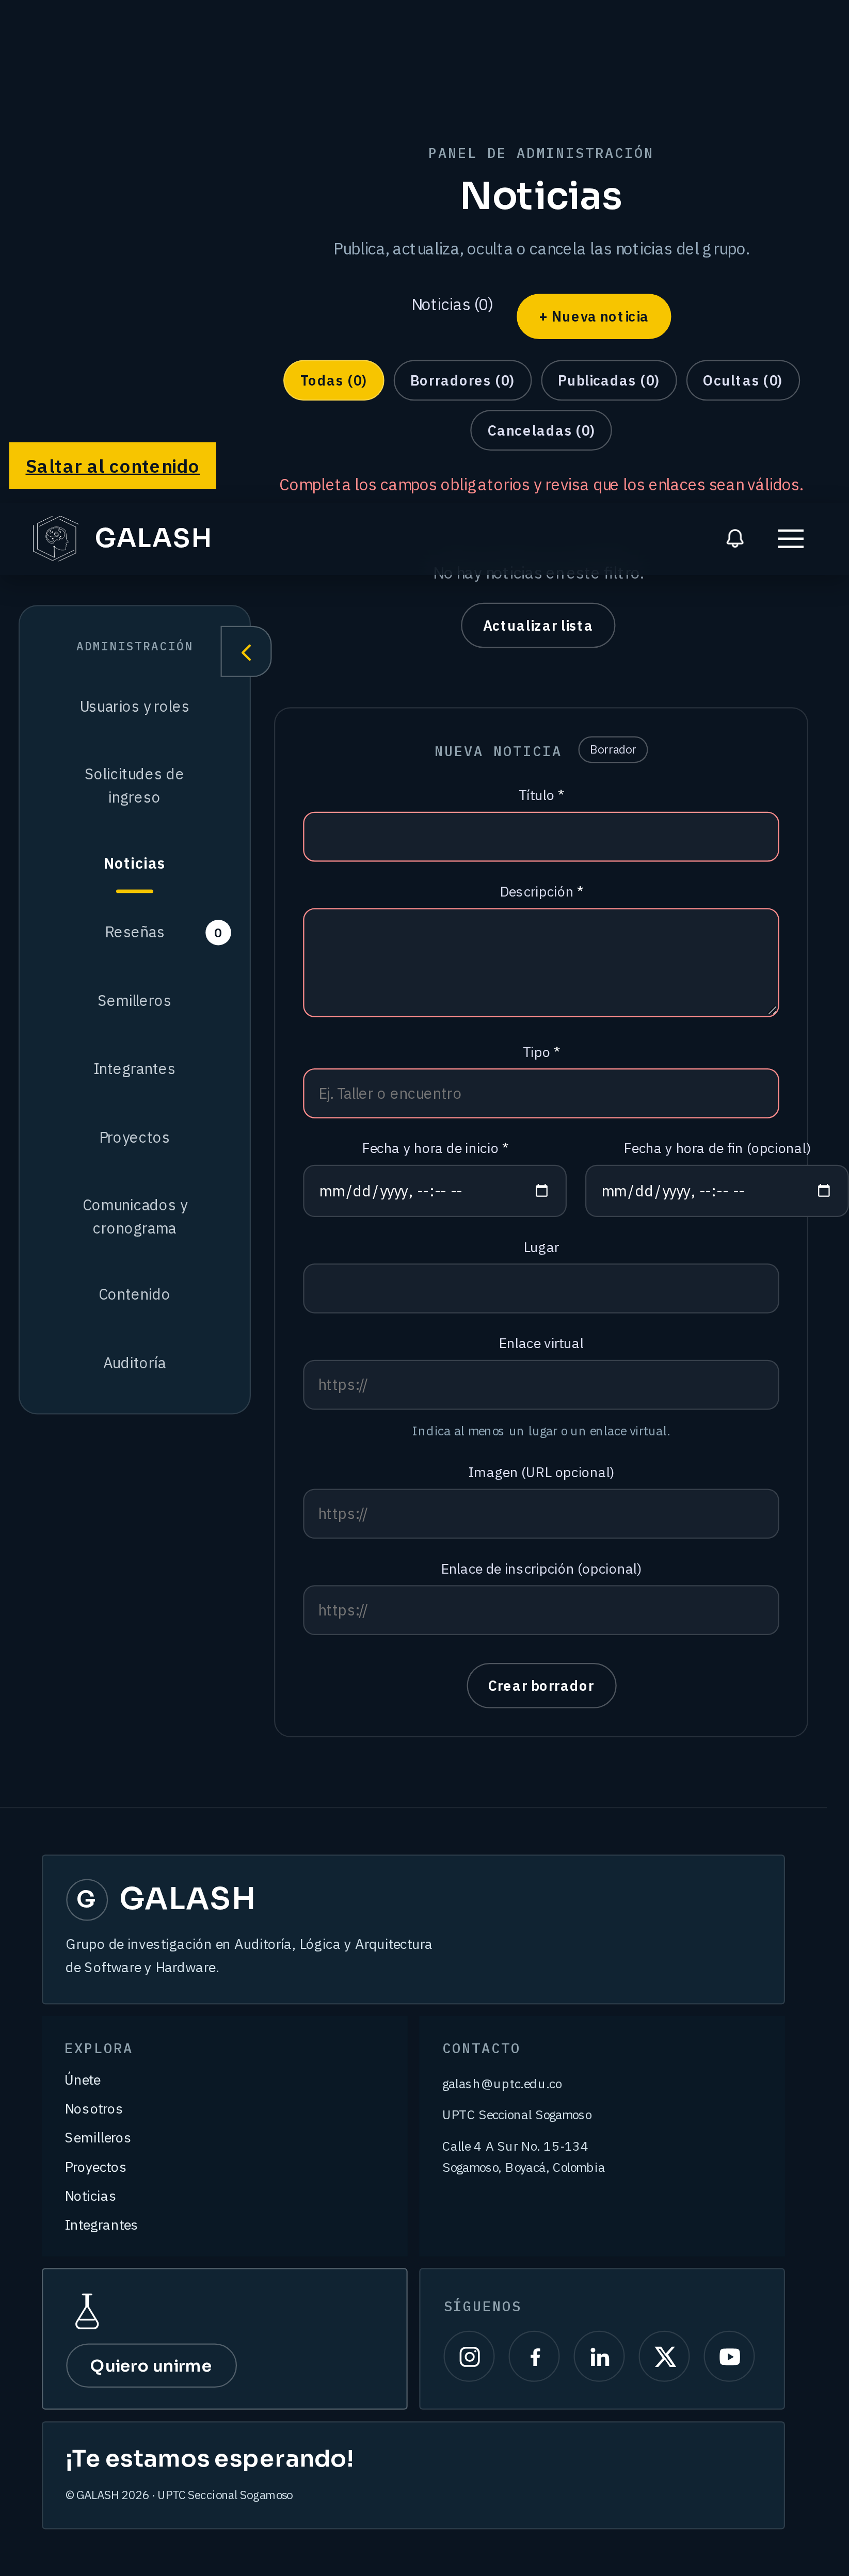 PANEL DE ADMINISTRACIÓN
Noticias
Publica, actualiza, oculta o cancela las noticias del grupo.
Noticias (0)
+ Nueva noticia
Todas (0)
Borradores (0)
Publicadas (0)
Ocultas (0)
Canceladas (0)
Saltar al contenido
Completa los campos obligatorios y revisa que los enlaces sean válidos.
GALASH
No hay noticias en este filtro.
Actualizar lista
ADMINISTRACIÓN
Usuarios y roles
Solicitudes de
ingreso
Noticias
Reseñas
0
Semilleros
Integrantes
Proyectos
Comunicados y
cronograma
Contenido
Auditoría
NUEVA NOTICIA
Borrador
Título *
Descripción *
Tipo *
Ej. Taller o encuentro
Fecha y hora de inicio *
Fecha y hora de fin (opcional)
mm/dd/yyyy, --:-- --
mm/dd/yyyy, --:-- --
Lugar
Enlace virtual
https://
Indica al menos un lugar o un enlace virtual.
Imagen (URL opcional)
https://
Enlace de inscripción (opcional)
https://
Crear borrador
G GALASH
Grupo de investigación en Auditoría, Lógica y Arquitectura
de Software y Hardware.
EXPLORA
Únete
Nosotros
Semilleros
Proyectos
Noticias
Integrantes
CONTACTO
galash@uptc.edu.co
UPTC Seccional Sogamoso
Calle 4 A Sur No. 15-134
Sogamoso, Boyacá, Colombia
Quiero unirme
SÍGUENOS
¡Te estamos esperando!
© GALASH 2026 · UPTC Seccional Sogamoso